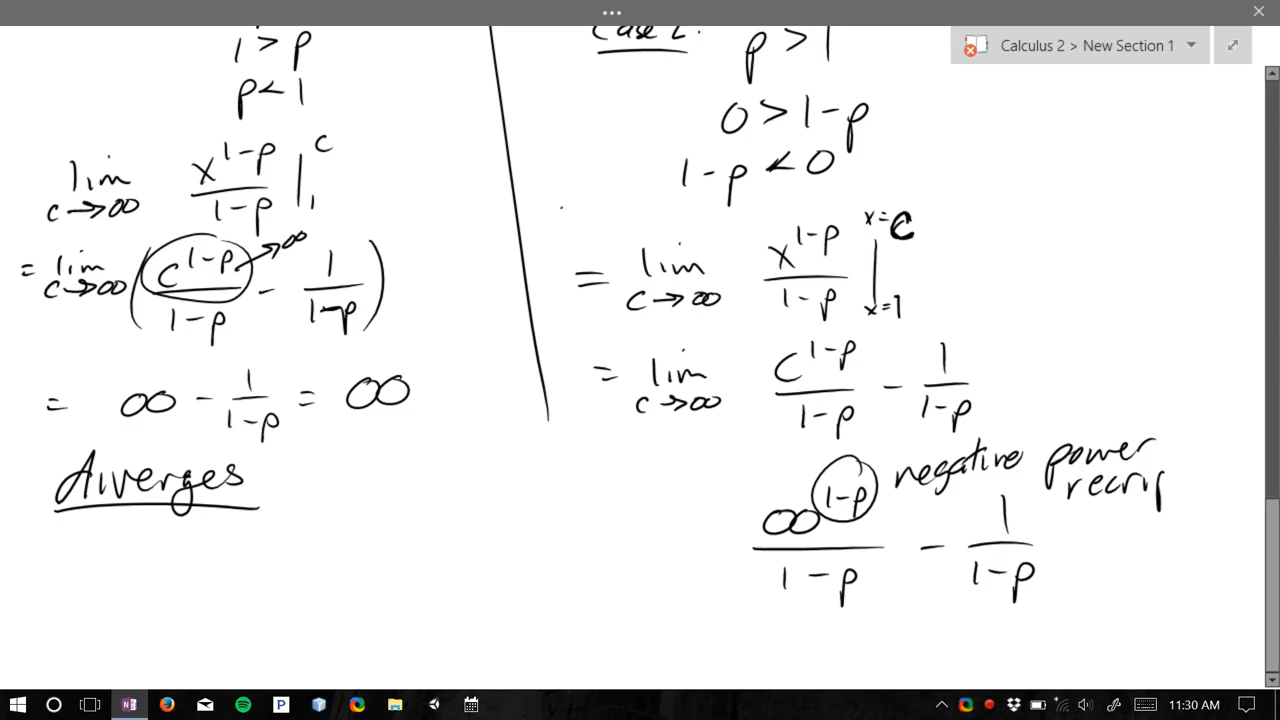 Calculus 2 > New Section 1
1 > p
p < 1
lim c→∞ x^(1-p)/(1-p) |_1^c
= lim c→∞ ( c^(1-p)/(1-p) - 1/(1-p) ) → ∞
= ∞ - 1/(1-p) = ∞
diverges
Case 2: p > 1
0 > 1-p
1-p < 0
= lim c→∞ x^(1-p)/(1-p) |_(x=1)^(x=c)
= lim c→∞ c^(1-p)/(1-p) - 1/(1-p)
negative power
recrip
∞^(1-p)/(1-p) - 1/(1-p)
11:30 AM